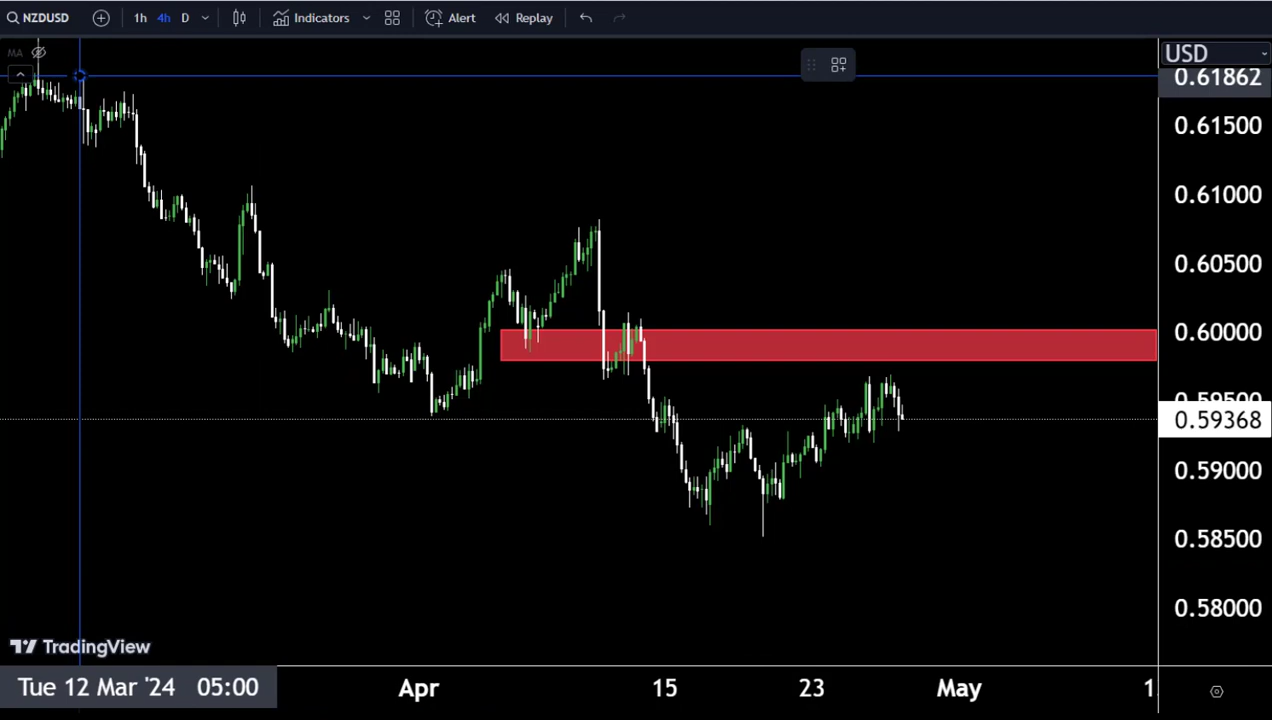 NZDUSD 1h 4h D Indicators Alert Replay
MA
USD
0.61862
0.61500
0.61000
0.60500
0.60000
0.59500
0.59368
0.59000
0.58500
0.58000
TradingView
Tue 12 Mar '24 05:00 Apr 15 23 May 1